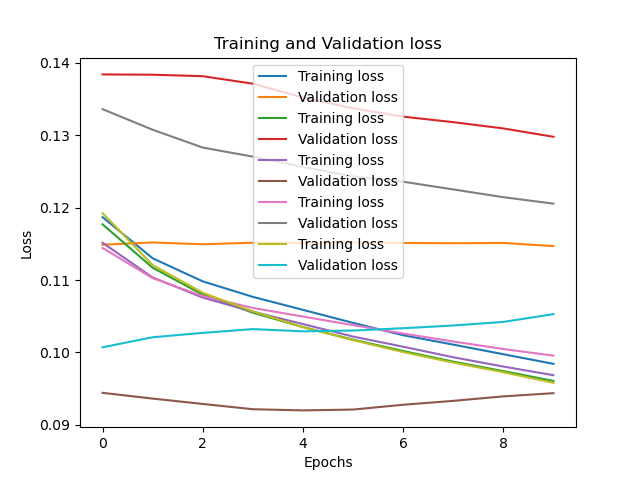 Training and Validation loss
Loss
0.14
0.13
0.12
0.11
0.10
0.09
Training loss
Validation loss
Training loss
Validation loss
Training loss
Validation loss
Training loss
Validation loss
Training loss
Validation loss
0 2 4 6 8
Epochs